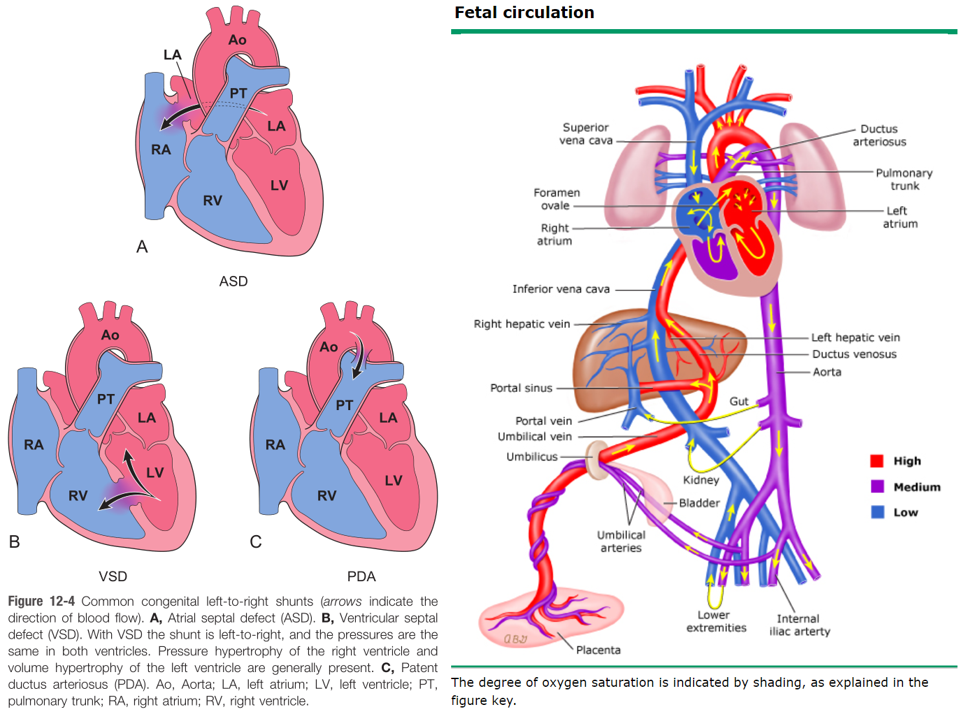 Ao
LA
PT
RA
LA
RV
LV
A
ASD
Ao
PT
LA
RA
LV
RV
B
VSD
Ao
PT
LA
RA
LV
RV
C
PDA
Figure 12-4 Common congenital left-to-right shunts (arrows indicate the
direction of blood flow). A, Atrial septal defect (ASD). B, Ventricular septal
defect (VSD). With VSD the shunt is left-to-right, and the pressures are the
same in both ventricles. Pressure hypertrophy of the right ventricle and
volume hypertrophy of the left ventricle are generally present. C, Patent
ductus arteriosus (PDA). Ao, Aorta; LA, left atrium; LV, left ventricle; PT,
pulmonary trunk; RA, right atrium; RV, right ventricle.
Fetal circulation
Superior
vena cava
Ductus
arteriosus
Pulmonary
trunk
Foramen
ovale
Left
atrium
Right
atrium
Inferior vena cava
Right hepatic vein
Left hepatic vein
Ductus venosus
Aorta
Portal sinus
Gut
Portal vein
Umbilical vein
Umbilicus
Kidney
Bladder
High
Medium
Low
Umbilical
arteries
Lower
extremities
Internal
iliac arterty
Placenta
The degree of oxygen saturation is indicated by shading, as explained in the
figure key.